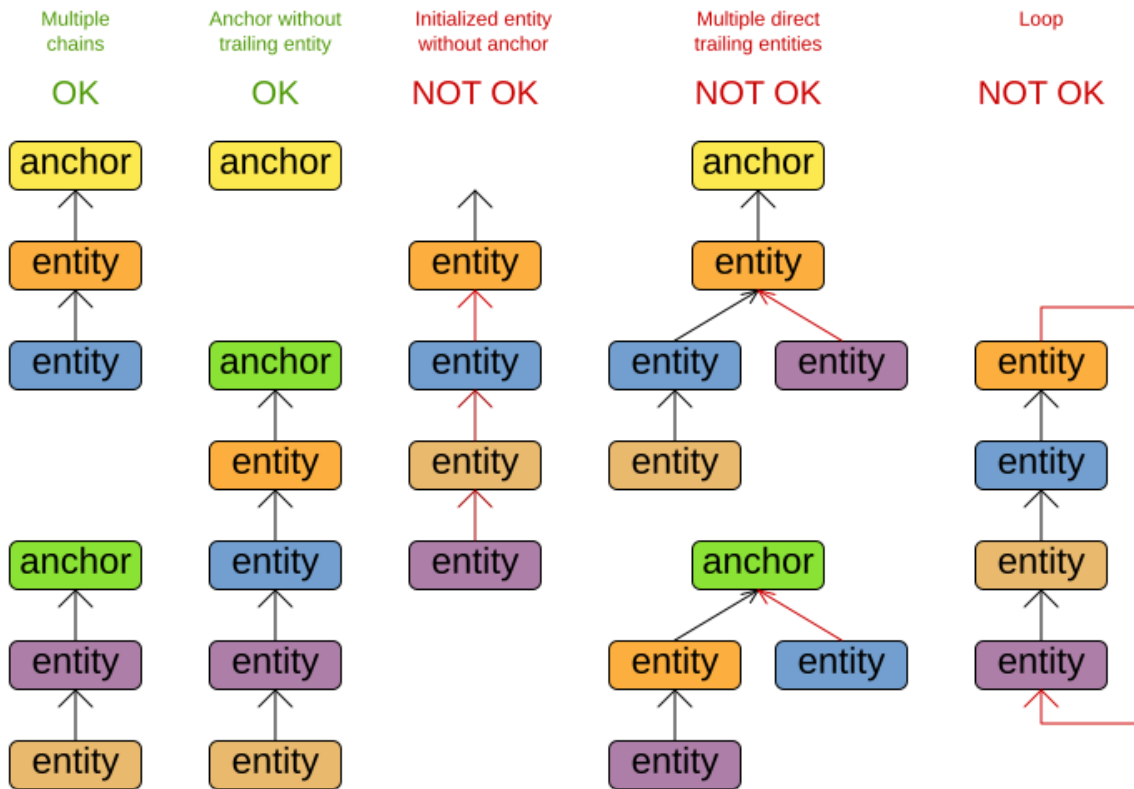 Multiple
chains
OK
anchor
entity
entity
anchor
entity
entity
Anchor without
trailing entity
OK
anchor
anchor
entity
entity
entity
entity
Initialized entity
without anchor
NOT OK
entity
entity
entity
entity
Multiple direct
trailing entities
NOT OK
anchor
entity
entity
entity
entity
anchor
entity
entity
entity
Loop
NOT OK
entity
entity
entity
entity